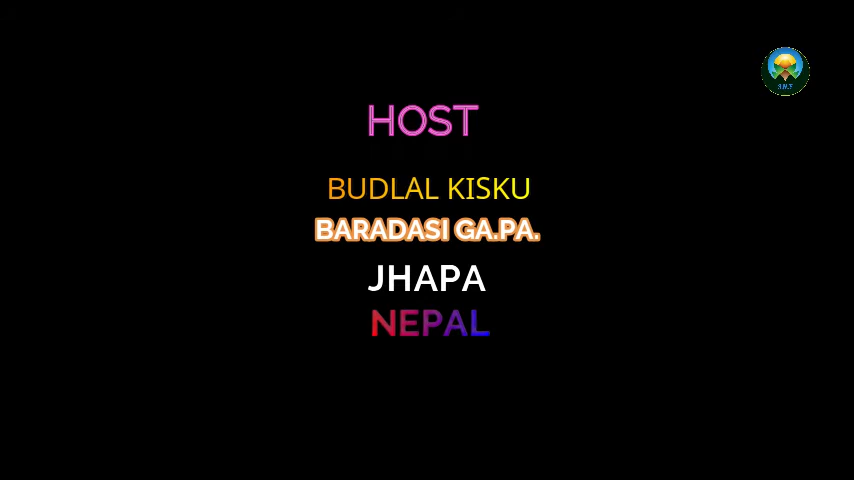 HOST
BUDLAL KISKU
BARADASI GA.PA.
JHAPA
NEPAL